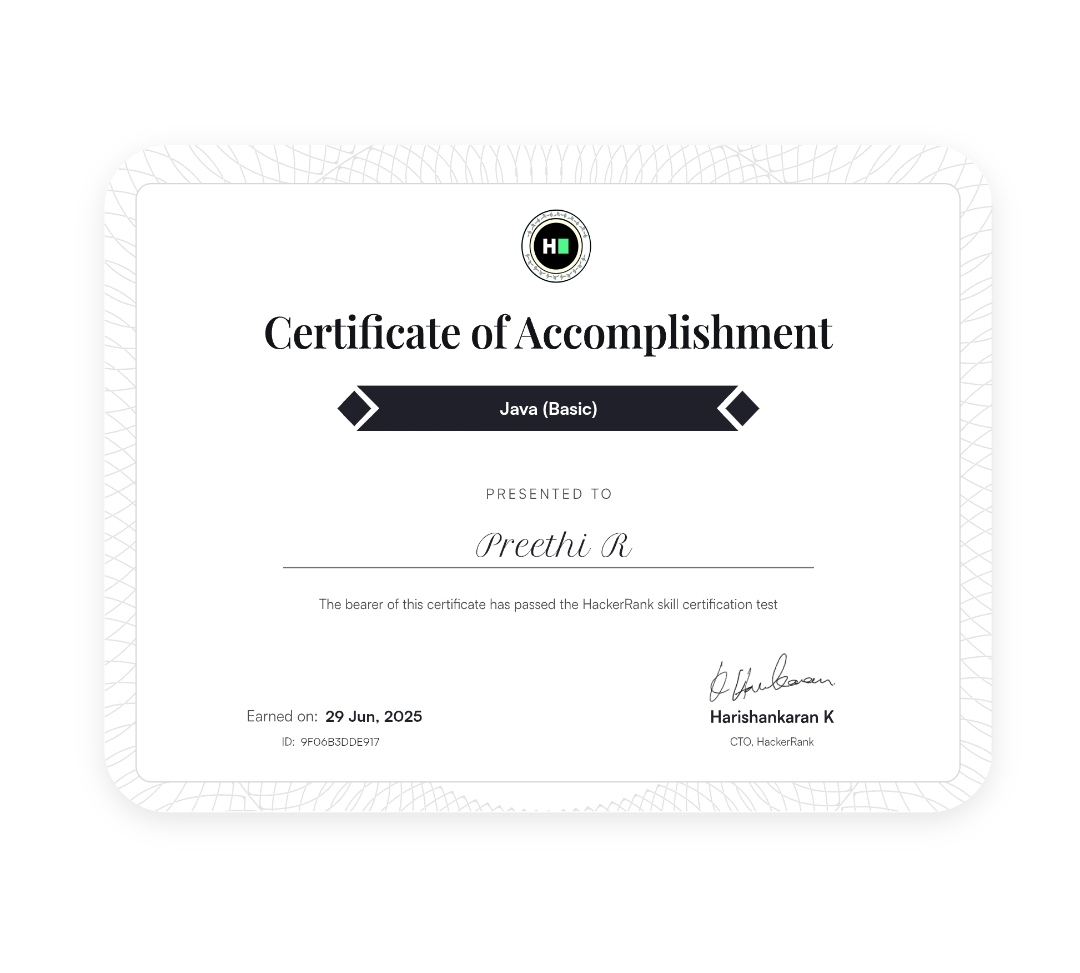 H
Certificate of Accomplishment
Java (Basic)
PRESENTED TO
Preethi R
The bearer of this certificate has passed the HackerRank skill certification test
Earned on: 29 Jun, 2025
ID: 9F06B3DDE917
Harishankaran K
CTO, HackerRank